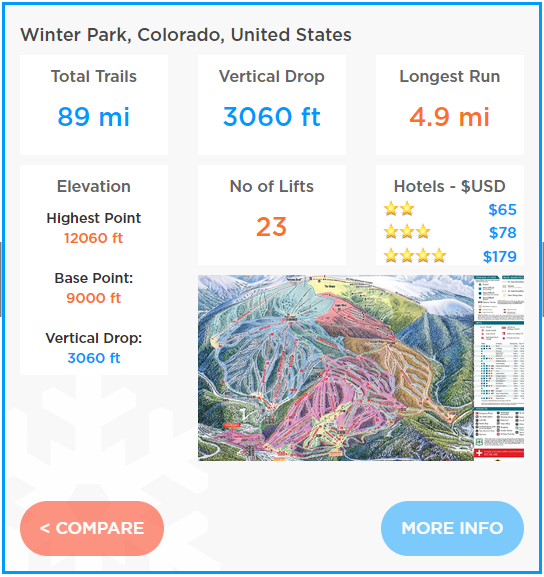 Winter Park, Colorado, United States
Total Trails
89 mi
Vertical Drop
3060 ft
Longest Run
4.9 mi
Elevation
Highest Point
12060 ft
Base Point:
9000 ft
Vertical Drop:
3060 ft
No of Lifts
23
Hotels - $USD
$65
$78
$179
< COMPARE
MORE INFO